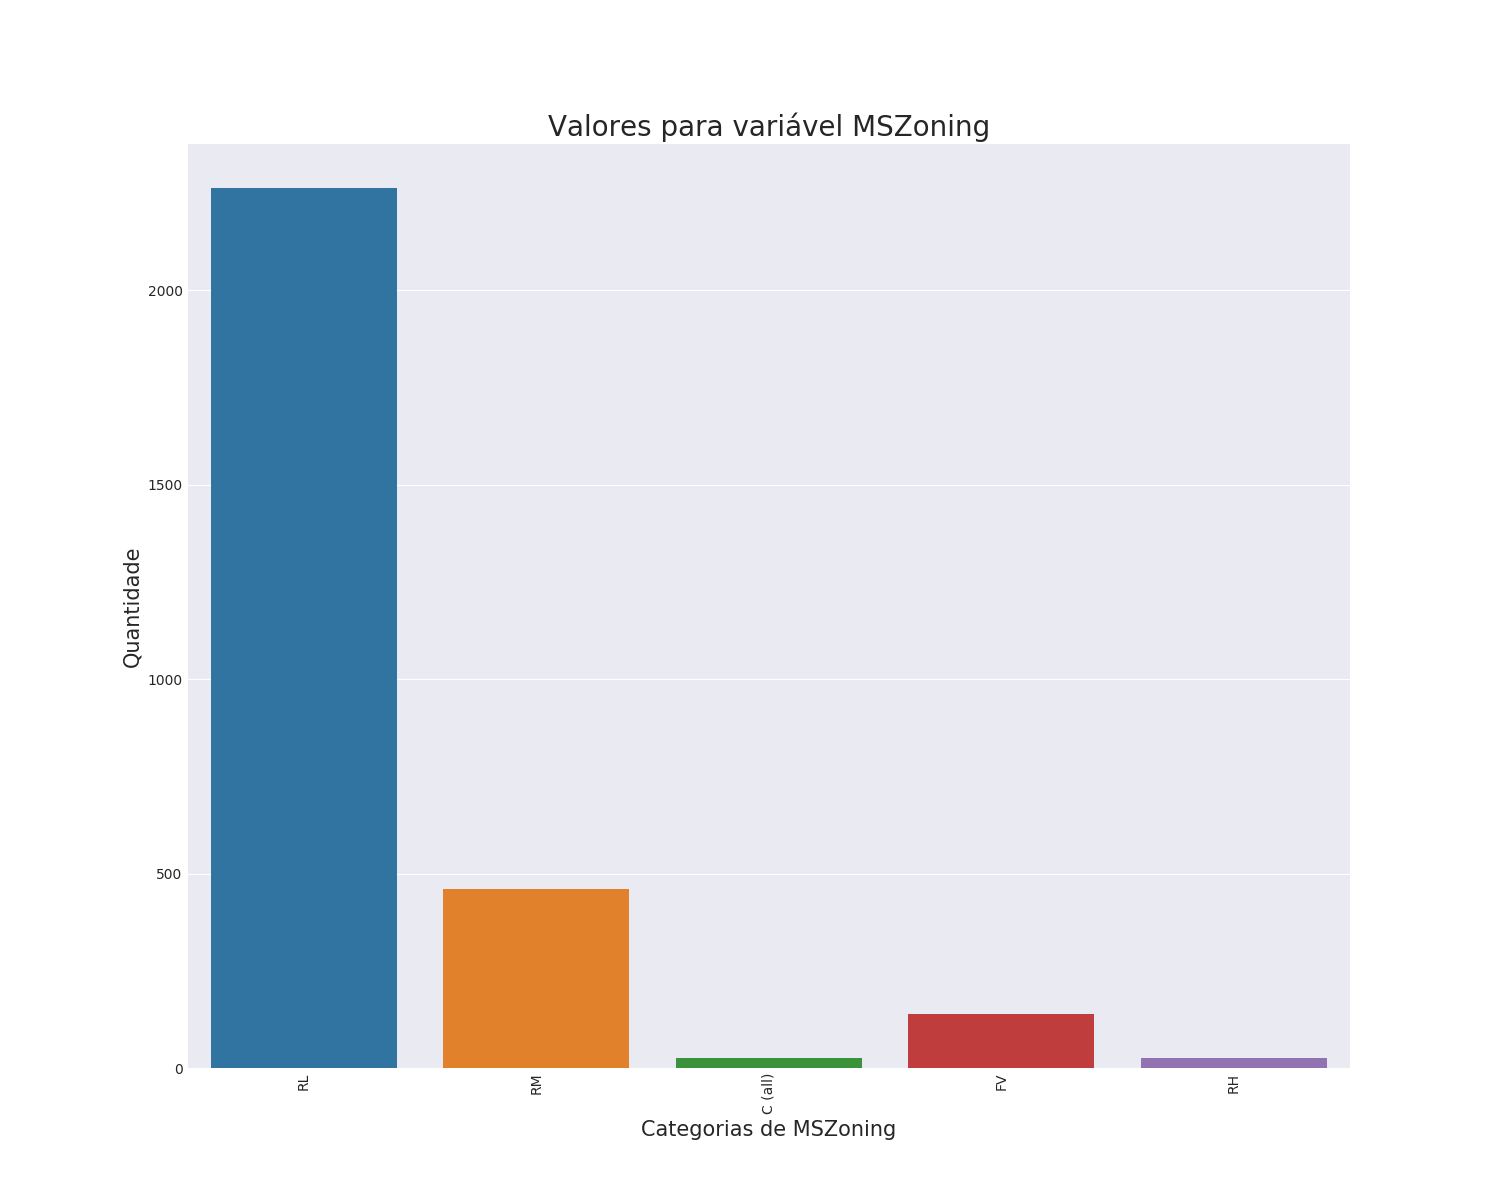 Valores para variável MSZoning
Quantidade
2000
1500
1000
500
0
RL
RM
C (all)
FV
RH
Categorias de MSZoning